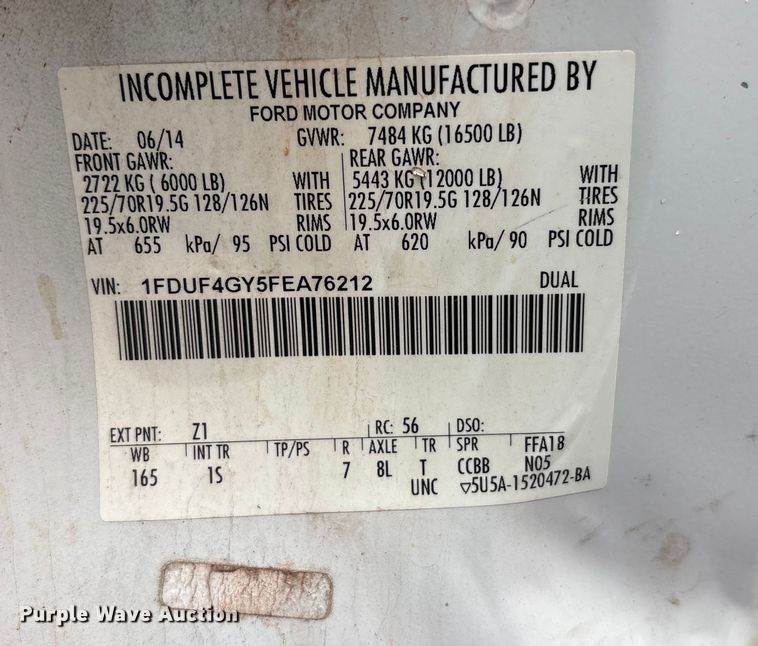 INCOMPLETE VEHICLE MANUFACTURED BY
FORD MOTOR COMPANY
DATE: 06/14 GVWR: 7484 KG (16500 LB)
FRONT GAWR: REAR GAWR:
2722 KG ( 6000 LB) WITH 5443 KG (12000 LB) WITH
225/70R19.5G 128/126N TIRES 225/70R19.5G 128/126N TIRES
19.5x6.0RW RIMS 19.5x6.0RW RIMS
AT 655 kPa/ 95 PSI COLD AT 620 kPa/ 90 PSI COLD
VIN: 1FDUF4GY5FEA76212 DUAL
EXT PNT: Z1 RC: 56 DSO:
WB INT TR TP/PS R AXLE TR SPR FFA18
165 1S 7 8L T CCBB N05
UNC ▽5U5A-1520472-BA
Purple Wave Auction